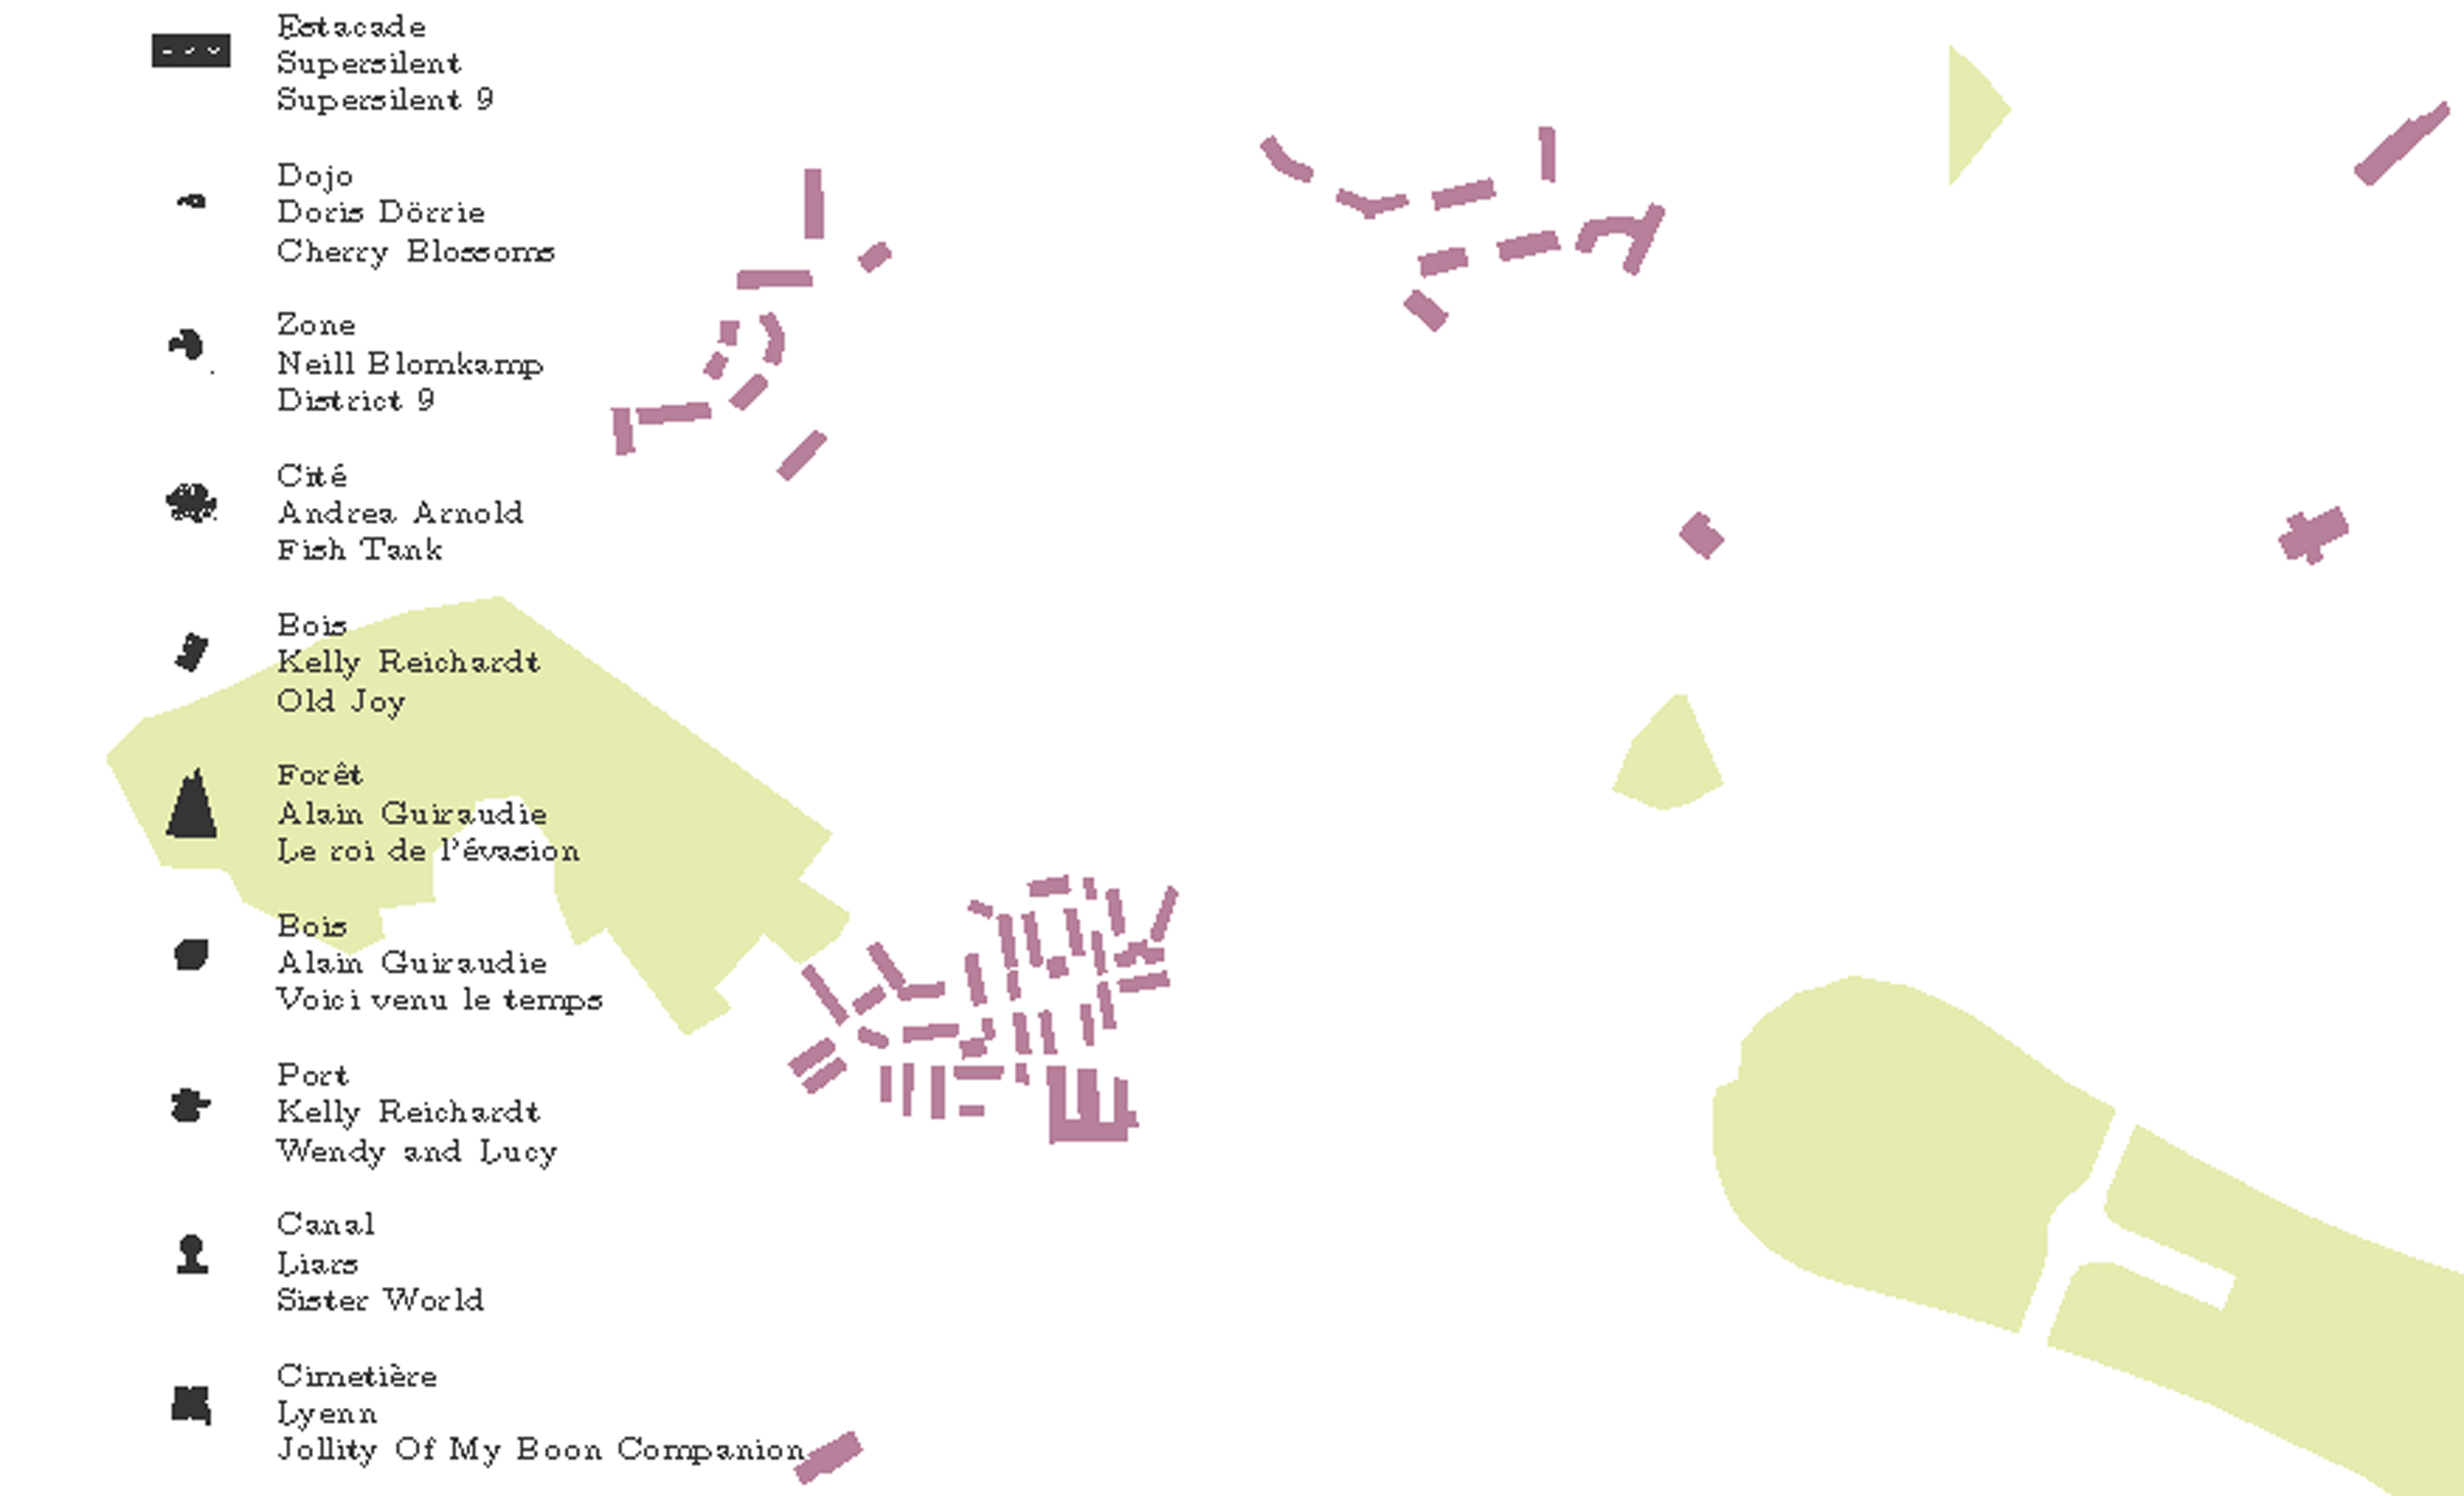 Estacade
Supersilent
Supersilent 9
Dojo
Doris Dörrie
Cherry Blossoms
Zone
Neill Blomkamp
District 9
Cité
Andrea Arnold
Fish Tank
Bois
Kelly Reichardt
Old Joy
Forêt
Alain Guiraudie
Le roi de l'évasion
Bois
Alain Guiraudie
Voici venu le temps
Port
Kelly Reichardt
Wendy and Lucy
Canal
Liars
Sister World
Cimetière
Lyenn
Jollity Of My Boon Companion